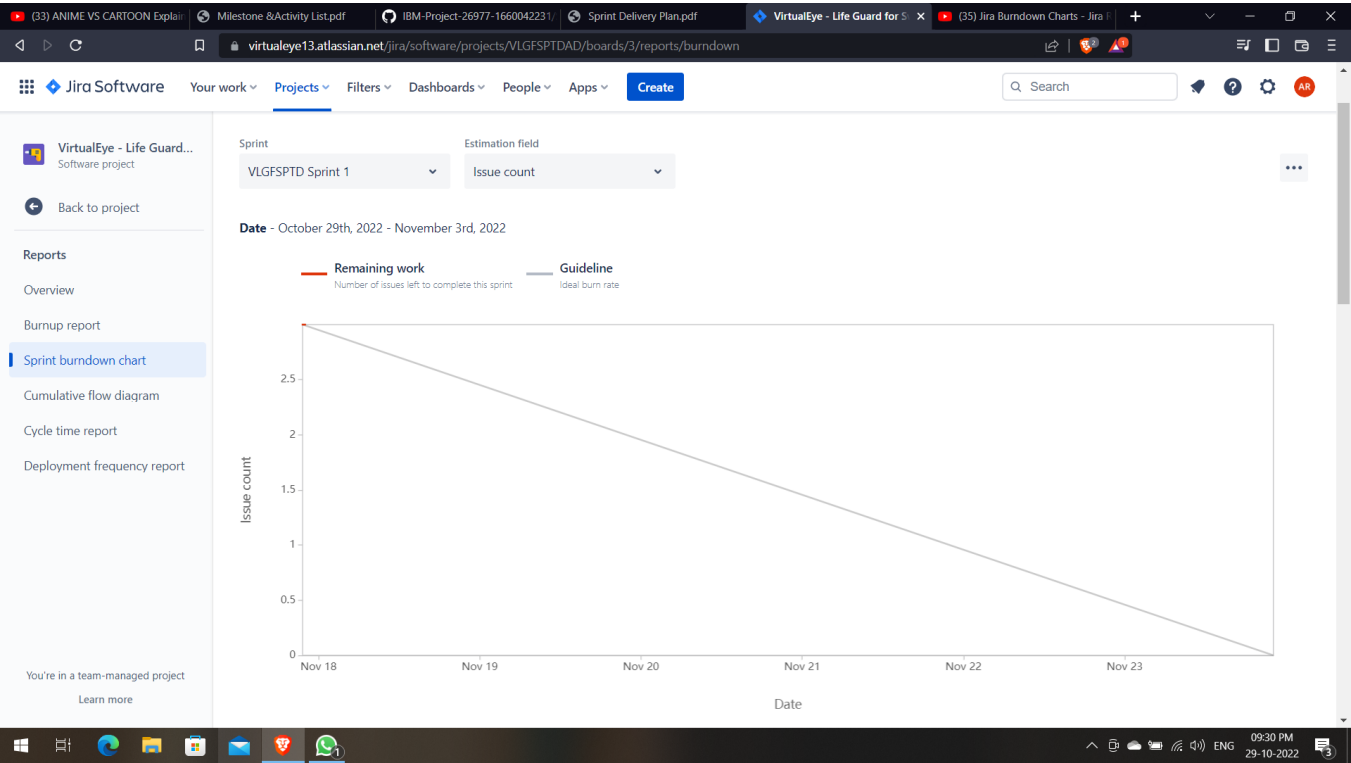 (33) ANIME VS CARTOON Explai
Milestone &Activity List.pdf
IBM-Project-26977-1660042231/
Sprint Delivery Plan.pdf
VirtualEye - Life Guard for S
(35) Jira Burndown Charts - Jira R
virtualeye13.atlassian.net/jira/software/projects/VLGFSPTDAD/boards/3/reports/burndown
2
1
Jira Software
Your work
Projects
Filters
Dashboards
People
Apps
Create
Search
AR
VirtualEye - Life Guard...
Software project
Back to project
Reports
Overview
Burnup report
Sprint burndown chart
Cumulative flow diagram
Cycle time report
Deployment frequency report
You're in a team-managed project
Learn more
Sprint
Estimation field
VLGFSPTD Sprint 1
Issue count
Date - October 29th, 2022 - November 3rd, 2022
Remaining work
Number of issues left to complete this sprint
Guideline
Ideal burn rate
2.5
2
1.5
1
0.5
0
Issue count
Nov 18
Nov 19
Nov 20
Nov 21
Nov 22
Nov 23
Date
1
ENG
09:30 PM
29-10-2022
3